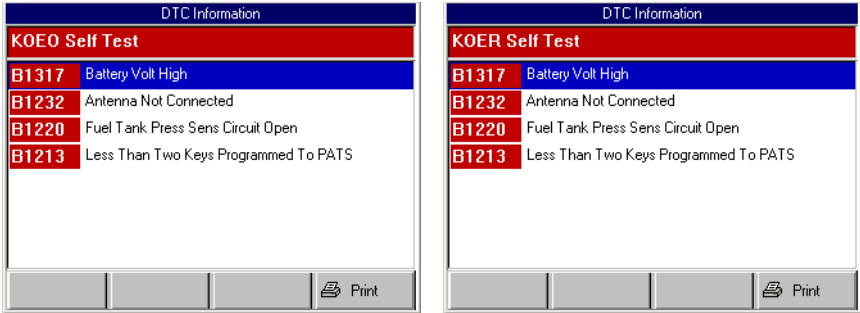 DTC Information
KOEO Self Test
B1317 Battery Volt High
B1232 Antenna Not Connected
B1220 Fuel Tank Press Sens Circuit Open
B1213 Less Than Two Keys Programmed To PATS
Print
DTC Information
KOER Self Test
B1317 Battery Volt High
B1232 Antenna Not Connected
B1220 Fuel Tank Press Sens Circuit Open
B1213 Less Than Two Keys Programmed To PATS
Print